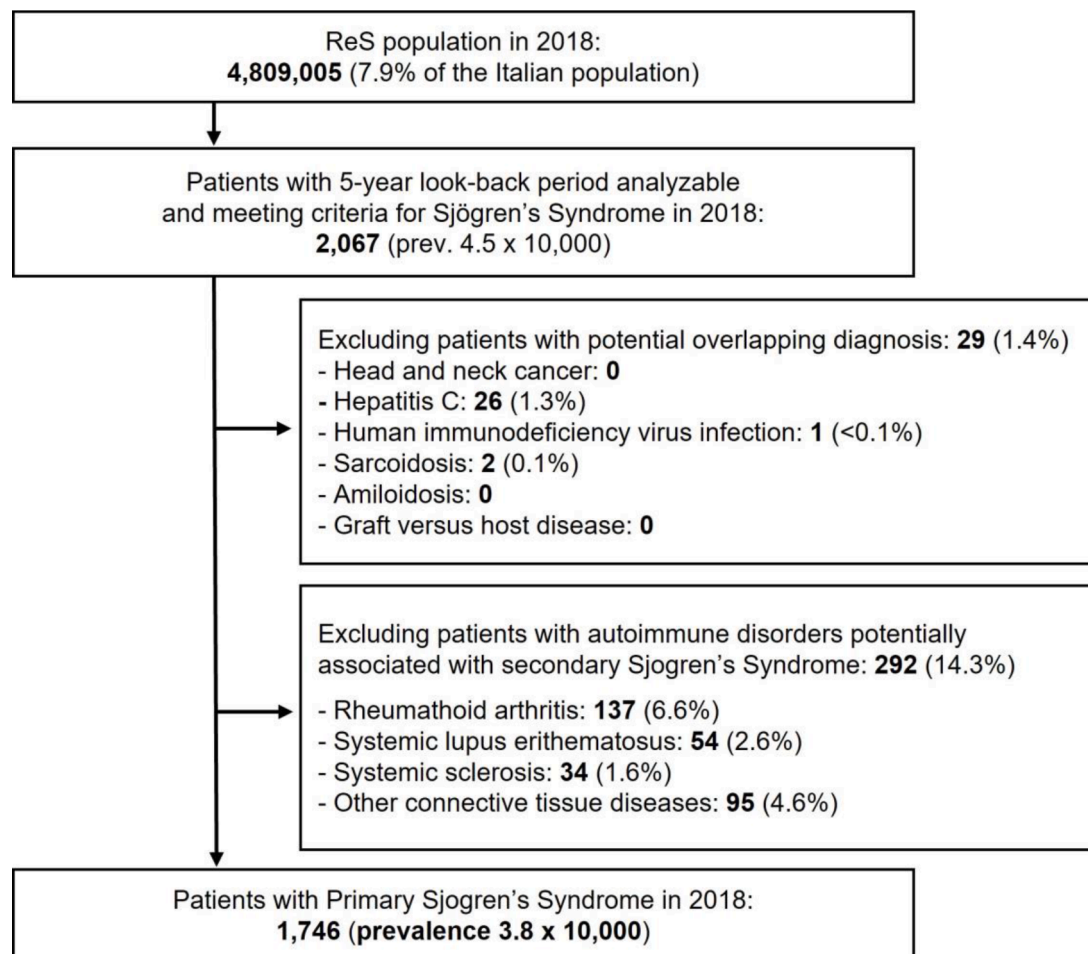 ReS population in 2018:
4,809,005 (7.9% of the Italian population)
Patients with 5-year look-back period analyzable
and meeting criteria for Sjögren's Syndrome in 2018:
2,067 (prev. 4.5 x 10,000)
Excluding patients with potential overlapping diagnosis: 29 (1.4%)
- Head and neck cancer: 0
- Hepatitis C: 26 (1.3%)
- Human immunodeficiency virus infection: 1 (<0.1%)
- Sarcoidosis: 2 (0.1%)
- Amiloidosis: 0
- Graft versus host disease: 0
Excluding patients with autoimmune disorders potentially
associated with secondary Sjogren's Syndrome: 292 (14.3%)
- Rheumathoid arthritis: 137 (6.6%)
- Systemic lupus erithematosus: 54 (2.6%)
- Systemic sclerosis: 34 (1.6%)
- Other connective tissue diseases: 95 (4.6%)
Patients with Primary Sjogren's Syndrome in 2018:
1,746 (prevalence 3.8 x 10,000)